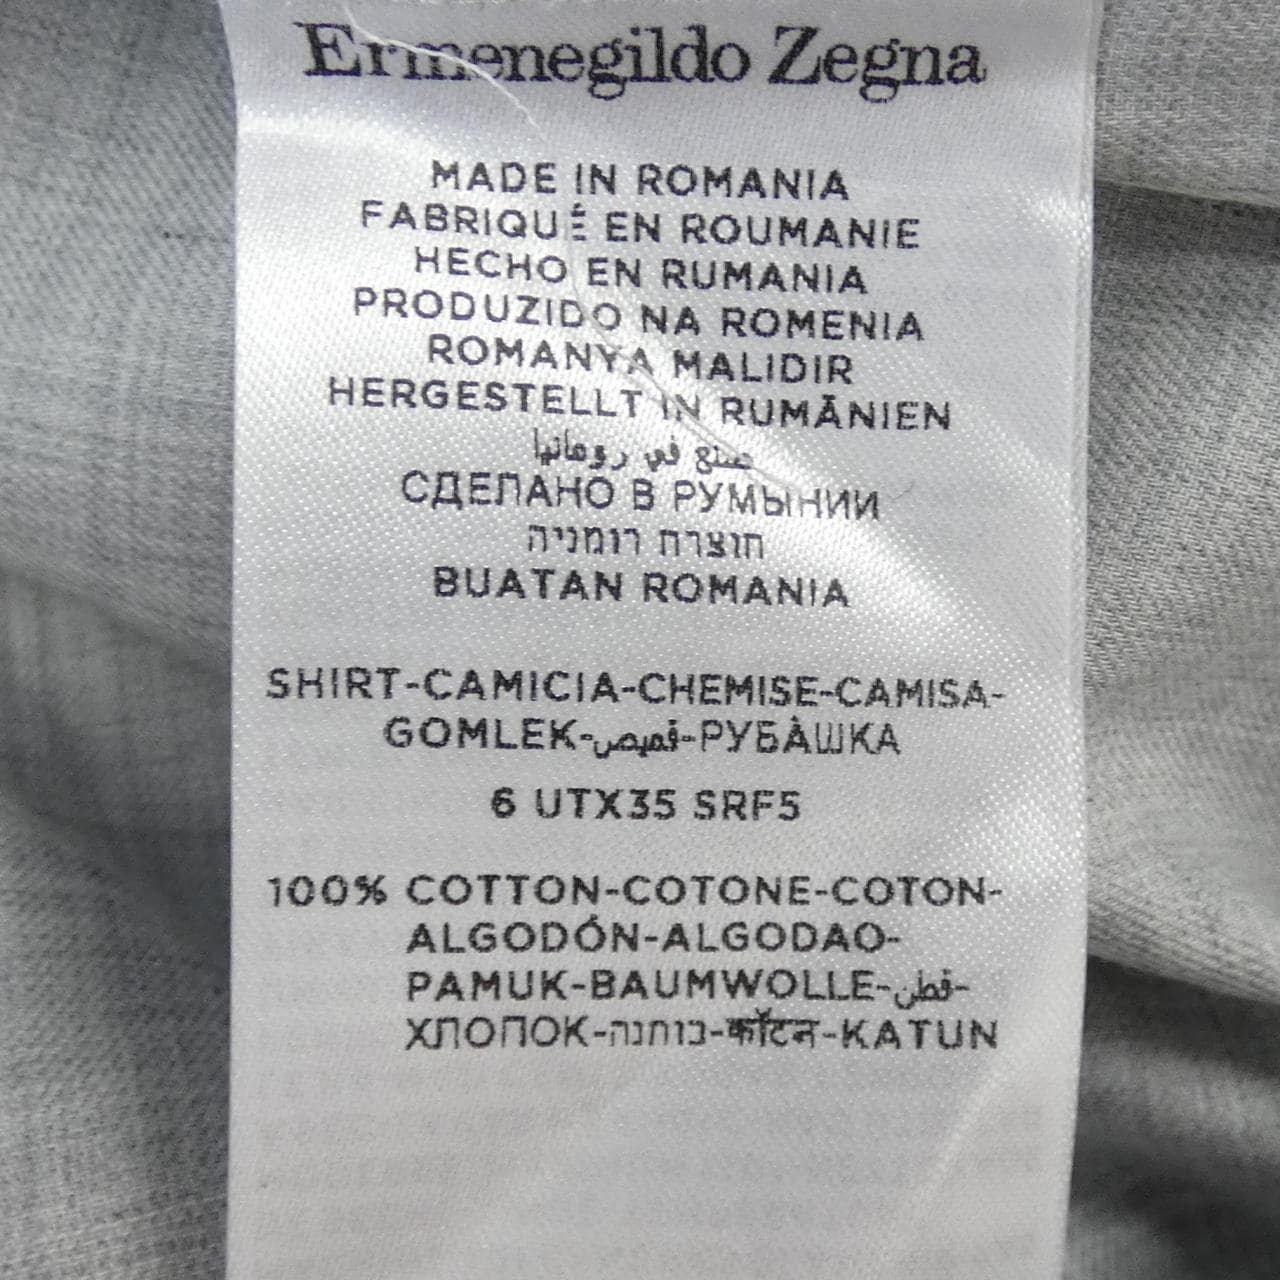 Ermenegildo Zegna
MADE IN ROMANIA
FABRIQUÉ EN ROUMANIE
HECHO EN RUMANIA
PRODUZIDO NA ROMENIA
ROMANYA MALIDIR
HERGESTELLT IN RUMÄNIEN
صنع في رومانيا
СДЕЛАНО В РУМЫНИИ
תוצרת רומניה
BUATAN ROMANIA
SHIRT-CAMICIA-CHEMISE-CAMISA-
GOMLEK-قميص-РУБАШКА
6 UTX35 SRF5
100% COTTON-COTONE-COTON-
ALGODÓN-ALGODAO-
PAMUK-BAUMWOLLE-قطن-
ХЛОПОК-כותנה-कॉटन-KATUN